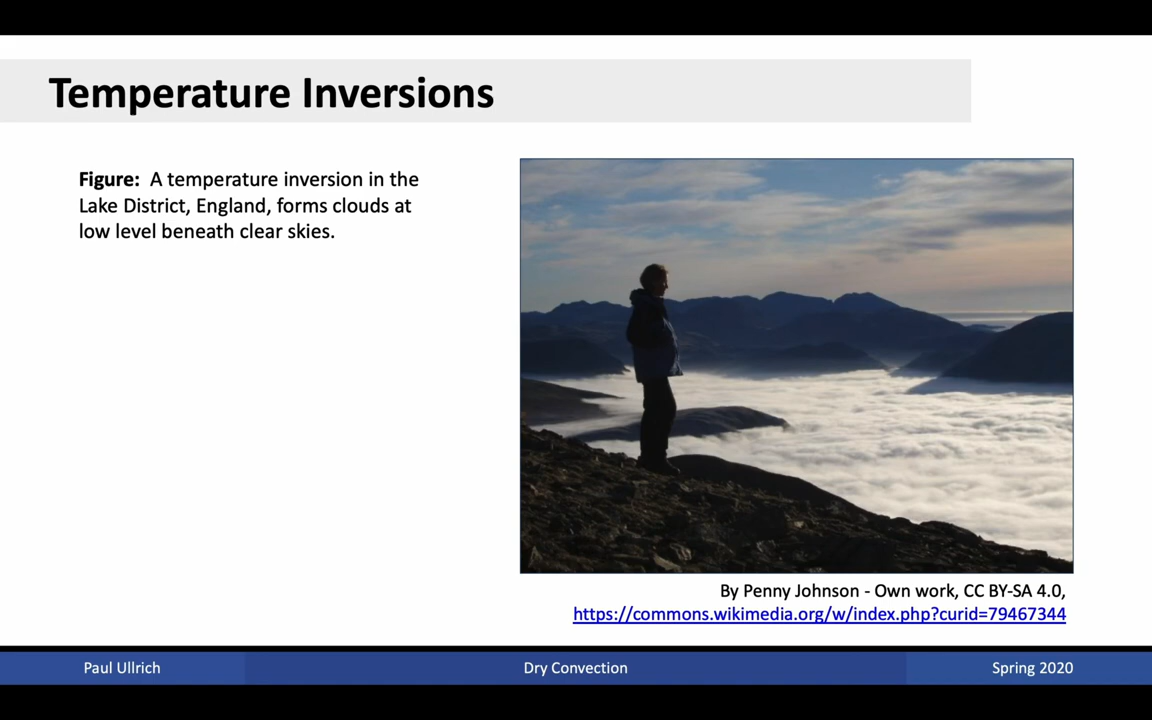 Temperature Inversions
Figure: A temperature inversion in the
Lake District, England, forms clouds at
low level beneath clear skies.
By Penny Johnson - Own work, CC BY-SA 4.0,
https://commons.wikimedia.org/w/index.php?curid=79467344
Paul Ullrich
Dry Convection
Spring 2020